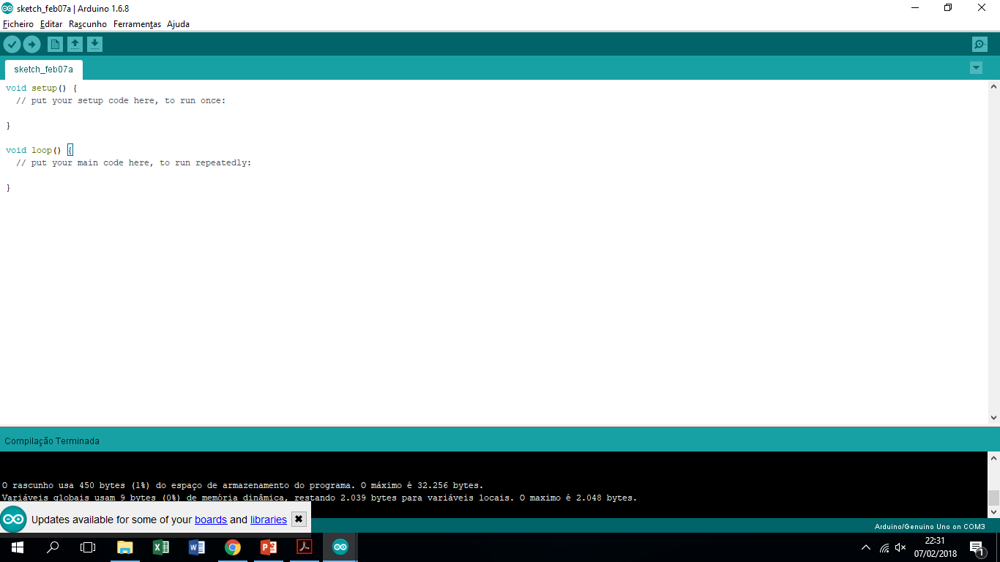 sketch_feb07a | Arduino 1.6.8
Ficheiro Editar Rascunho Ferramentas Ajuda
sketch_feb07a
void setup() {
// put your setup code here, to run once:
}
void loop() {
// put your main code here, to run repeatedly:
}
Compilação Terminada
O rascunho usa 450 bytes (1%) do espaço de armazenamento do programa. O máximo é 32.256 bytes.
Variáveis globais usam 9 bytes (0%) de memória dinâmica, restando 2.039 bytes para variáveis locais. O maximo é 2.048 bytes.
Updates available for some of your boards and libraries
Arduino/Genuino Uno on COM3
22:31
07/02/2018
1